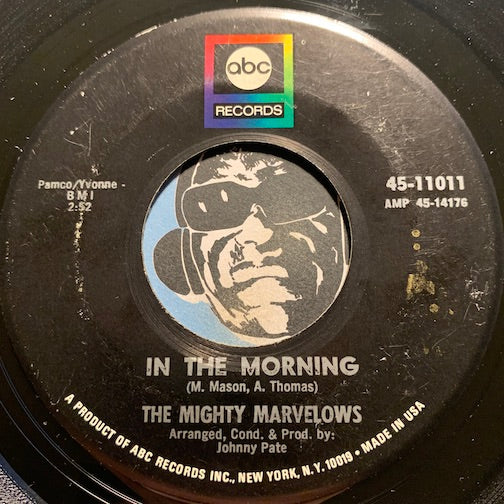 abc
RECORDS
Pamco/Yvonne -
BMI
2:52
45-11011
AMP 45-14176
IN THE MORNING
(M. Mason, A. Thomas)
THE MIGHTY MARVELOWS
Arranged, Cond. & Prod. by:
Johnny Pate
A PRODUCT OF ABC RECORDS INC., NEW YORK, N.Y. 10019 • MADE IN USA